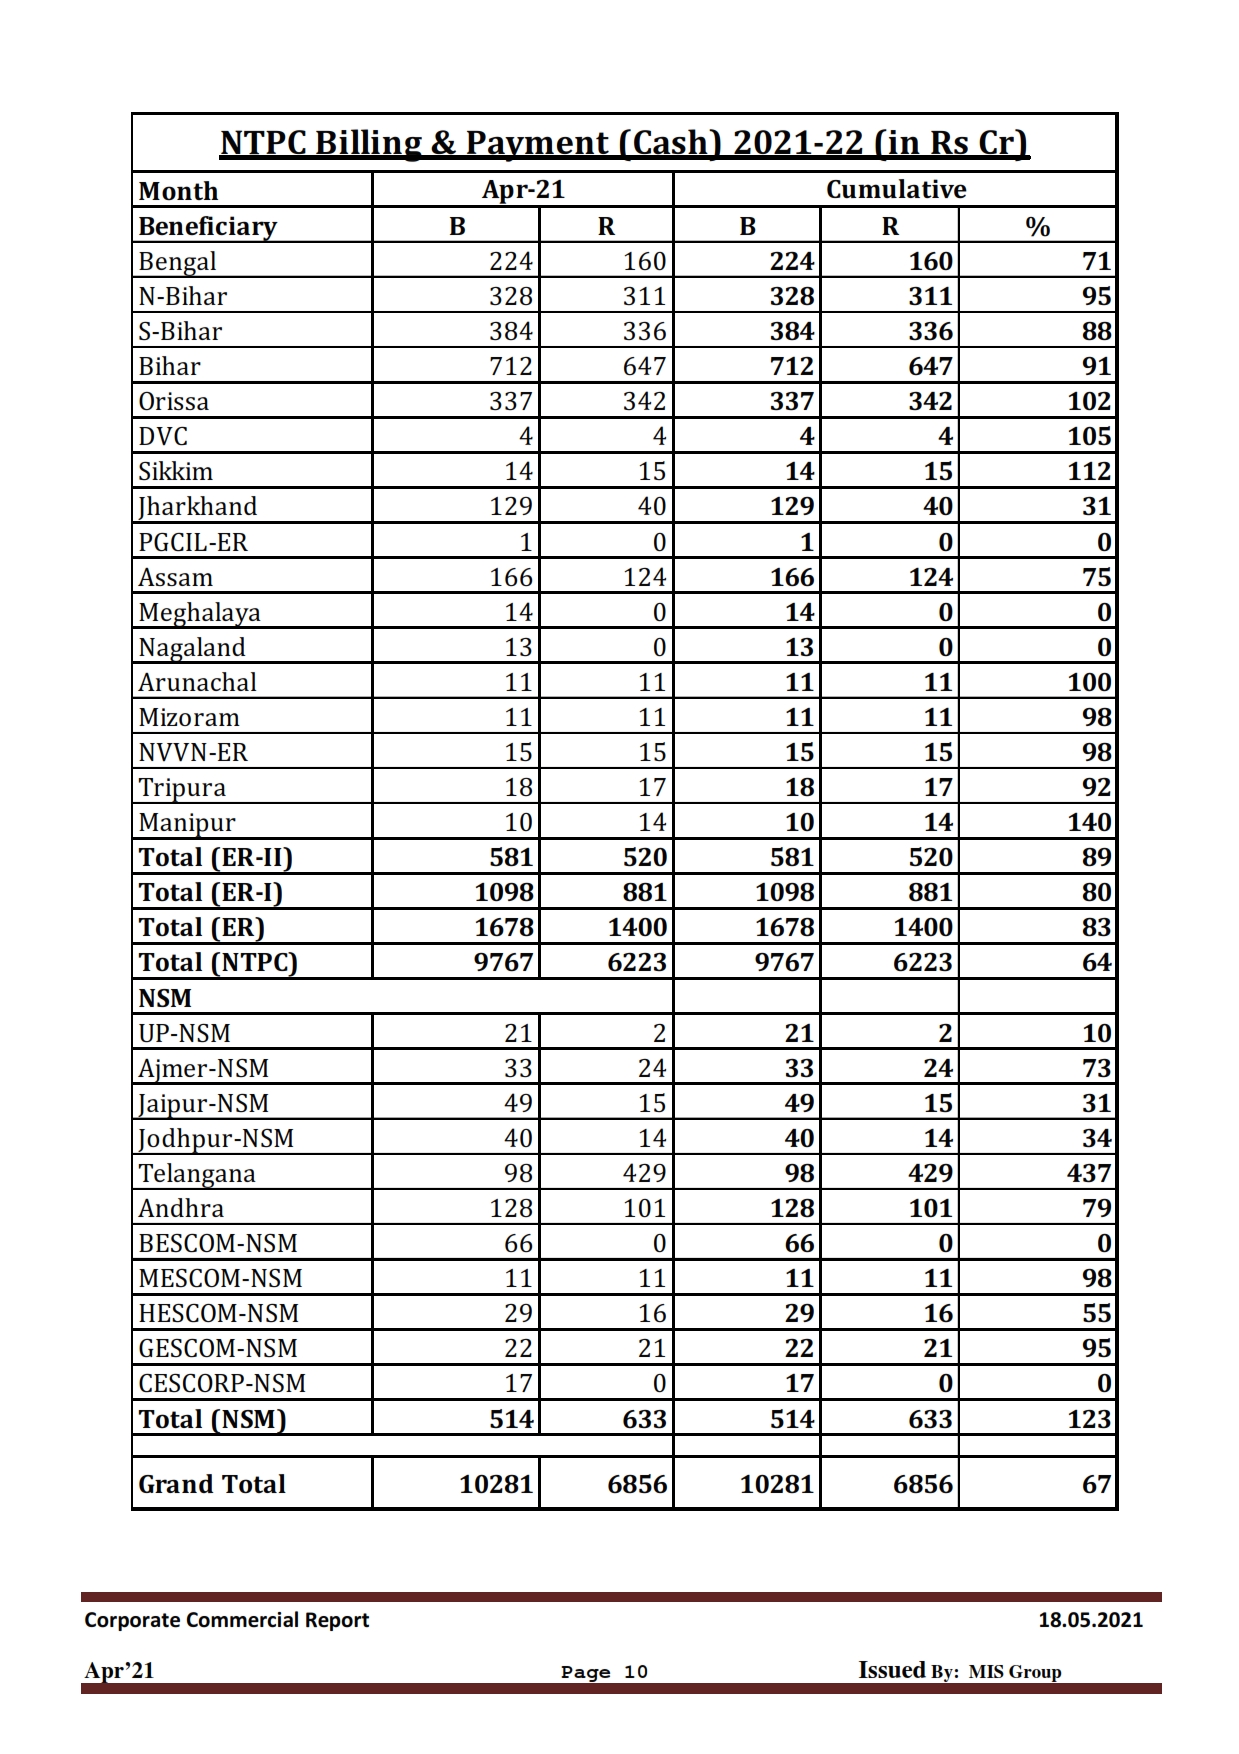 NTPC Billing & Payment (Cash) 2021-22 (in Rs Cr)
Month Apr-21 Cumulative
Beneficiary B R B R %
Bengal 224 160 224 160 71
N-Bihar 328 311 328 311 95
S-Bihar 384 336 384 336 88
Bihar 712 647 712 647 91
Orissa 337 342 337 342 102
DVC 4 4 4 4 105
Sikkim 14 15 14 15 112
Jharkhand 129 40 129 40 31
PGCIL-ER 1 0 1 0 0
Assam 166 124 166 124 75
Meghalaya 14 0 14 0 0
Nagaland 13 0 13 0 0
Arunachal 11 11 11 11 100
Mizoram 11 11 11 11 98
NVVN-ER 15 15 15 15 98
Tripura 18 17 18 17 92
Manipur 10 14 10 14 140
Total (ER-II) 581 520 581 520 89
Total (ER-I) 1098 881 1098 881 80
Total (ER) 1678 1400 1678 1400 83
Total (NTPC) 9767 6223 9767 6223 64
NSM
UP-NSM 21 2 21 2 10
Ajmer-NSM 33 24 33 24 73
Jaipur-NSM 49 15 49 15 31
Jodhpur-NSM 40 14 40 14 34
Telangana 98 429 98 429 437
Andhra 128 101 128 101 79
BESCOM-NSM 66 0 66 0 0
MESCOM-NSM 11 11 11 11 98
HESCOM-NSM 29 16 29 16 55
GESCOM-NSM 22 21 22 21 95
CESCORP-NSM 17 0 17 0 0
Total (NSM) 514 633 514 633 123
Grand Total 10281 6856 10281 6856 67
Corporate Commercial Report 18.05.2021
Apr’21 Page 10 Issued By: MIS Group